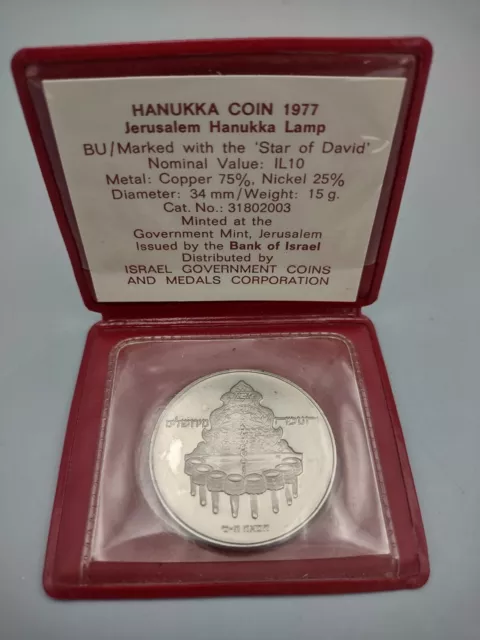 HANUKKA COIN 1977
Jerusalem Hanukka Lamp
BU/Marked with the 'Star of David'
Nominal Value: IL10
Metal: Copper 75%, Nickel 25%
Diameter: 34 mm/Weight: 15 g.
Cat. No.: 31802003
Minted at the
Government Mint, Jerusalem
Issued by the Bank of Israel
Distributed by
ISRAEL GOVERNMENT COINS
AND MEDALS CORPORATION
חנוכיה מירושלים